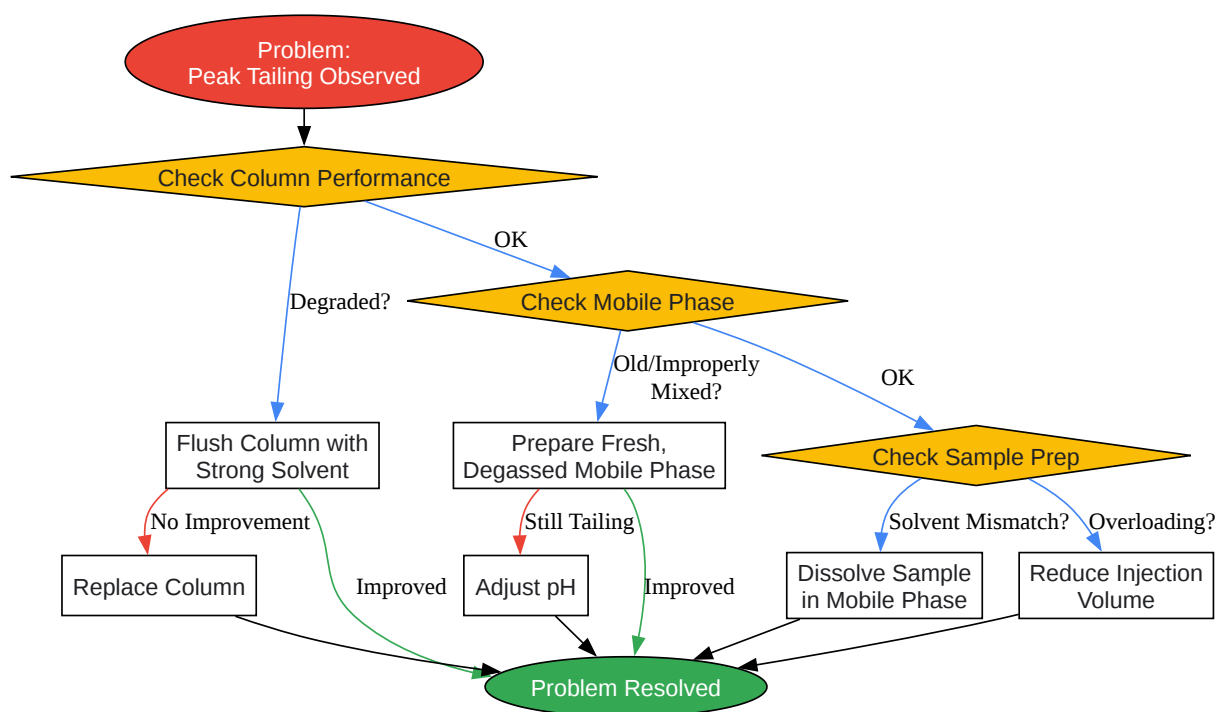 Problem:
Peak Tailing Observed
Check Column Performance
OK
Degraded?
Check Mobile Phase
Old/Improperly
Mixed?
OK
Flush Column with
Strong Solvent
Prepare Fresh,
Degassed Mobile Phase
Check Sample Prep
No Improvement
Still Tailing
Solvent Mismatch?
Overloading?
Replace Column
Improved
Adjust pH
Improved
Dissolve Sample
in Mobile Phase
Reduce Injection
Volume
Problem Resolved